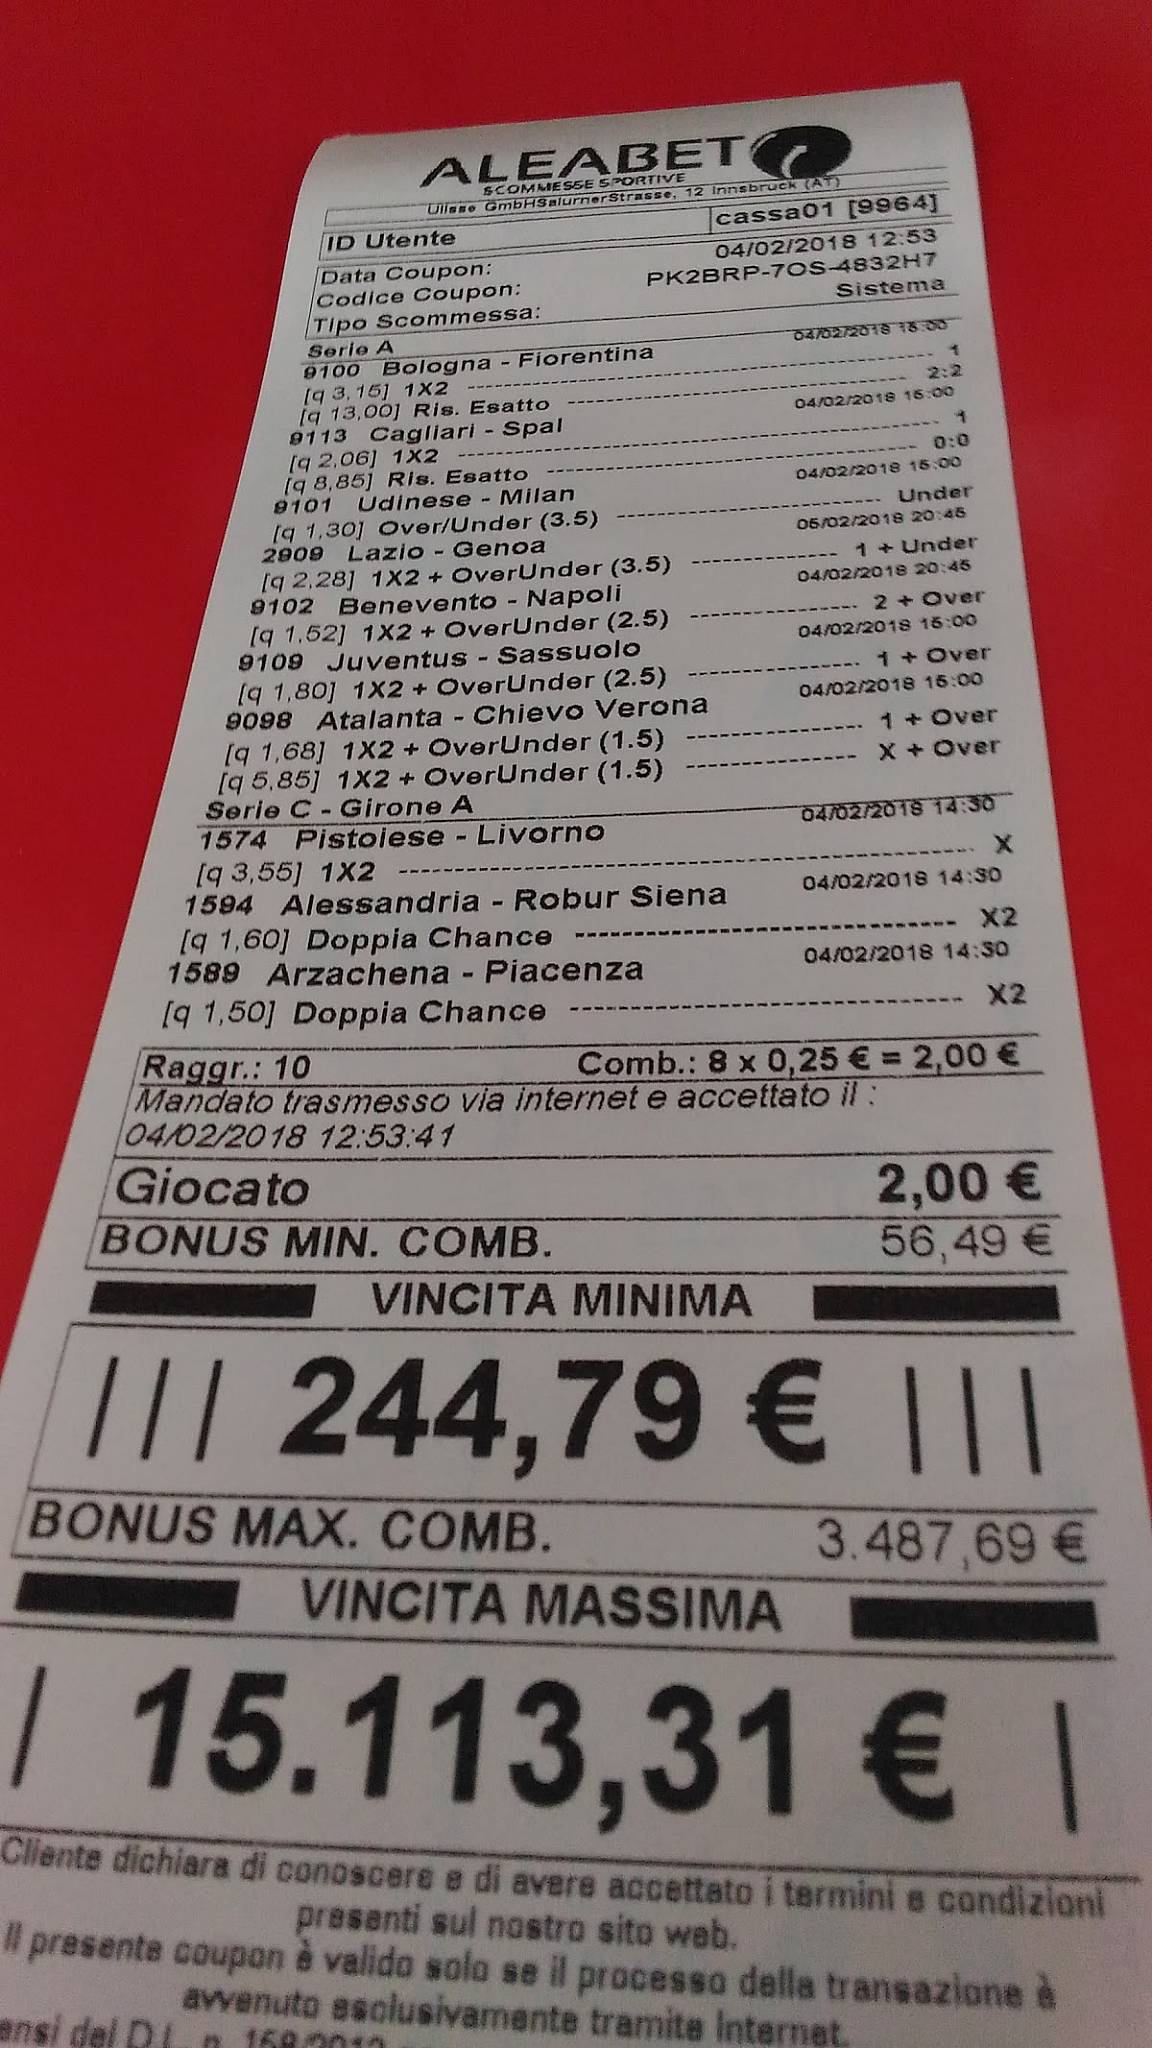 ALEABET
SCOMMESSE SPORTIVE
Ulisse GmbHSalurnerStrasse, 12 Innsbruck (AT)
ID Utente cassa01 [9964]
Data Coupon: 04/02/2018 12:53
Codice Coupon: PK2BRP-7OS-4832H7
Tipo Scommessa: Sistema
Serie A
9100 Bologna - Fiorentina 04/02/2018 15:00
[q 3,15] 1X2 ---------- 1
[q 13,00] Ris. Esatto ---------- 2:2
9113 Cagliari - Spal 04/02/2018 15:00
[q 2,06] 1X2 ---------- 1
[q 8,85] Ris. Esatto ---------- 0:0
9101 Udinese - Milan 04/02/2018 15:00
[q 1,30] Over/Under (3.5) ---------- Under
2909 Lazio - Genoa 05/02/2018 20:45
[q 2,28] 1X2 + OverUnder (3.5) ---------- 1 + Under
9102 Benevento - Napoli 04/02/2018 20:45
[q 1,52] 1X2 + OverUnder (2.5) ---------- 2 + Over
9109 Juventus - Sassuolo 04/02/2018 15:00
[q 1,80] 1X2 + OverUnder (2.5) ---------- 1 + Over
9098 Atalanta - Chievo Verona 04/02/2018 15:00
[q 1,68] 1X2 + OverUnder (1.5) ---------- 1 + Over
[q 5,85] 1X2 + OverUnder (1.5) ---------- X + Over
Serie C - Girone A
1574 Pistoiese - Livorno 04/02/2018 14:30
[q 3,55] 1X2 ---------- X
1594 Alessandria - Robur Siena 04/02/2018 14:30
[q 1,60] Doppia Chance ---------- X2
1589 Arzachena - Piacenza 04/02/2018 14:30
[q 1,50] Doppia Chance ---------- X2
Raggr.: 10 Comb.: 8 x 0,25 € = 2,00 €
Mandato trasmesso via internet e accettato il :
04/02/2018 12:53:41
Giocato 2,00 €
BONUS MIN. COMB. 56,49 €
VINCITA MINIMA
||| 244,79 € |||
BONUS MAX. COMB. 3.487,69 €
VINCITA MASSIMA
| 15.113,31 € |
Cliente dichiara di conoscere e di avere accettato i termini e condizioni
presenti sul nostro sito web.
Il presente coupon è valido solo se il processo della transazione è
avvenuto esclusivamente tramite Internet.
ensi del D.L. n. 158/2012